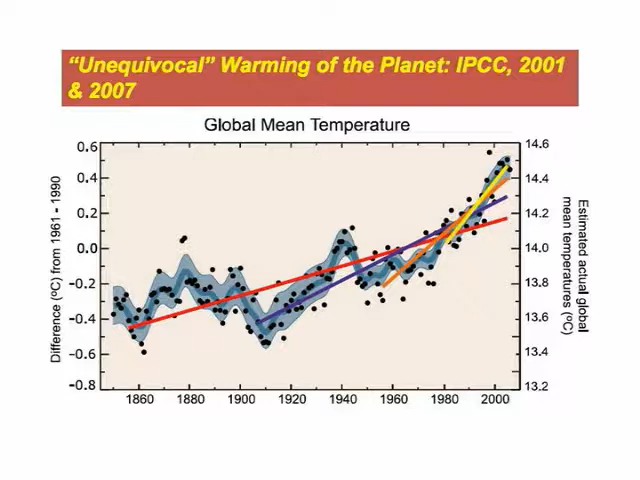 “Unequivocal” Warming of the Planet: IPCC, 2001
& 2007
Global Mean Temperature
Difference (ºC) from 1961 - 1990
0.6
0.4
0.2
0.0
-0.2
-0.4
-0.6
-0.8
14.6
14.4
14.2
14.0
13.8
13.6
13.4
13.2
Estimated actual global
mean temperatures (ºC)
1860 1880 1900 1920 1940 1960 1980 2000